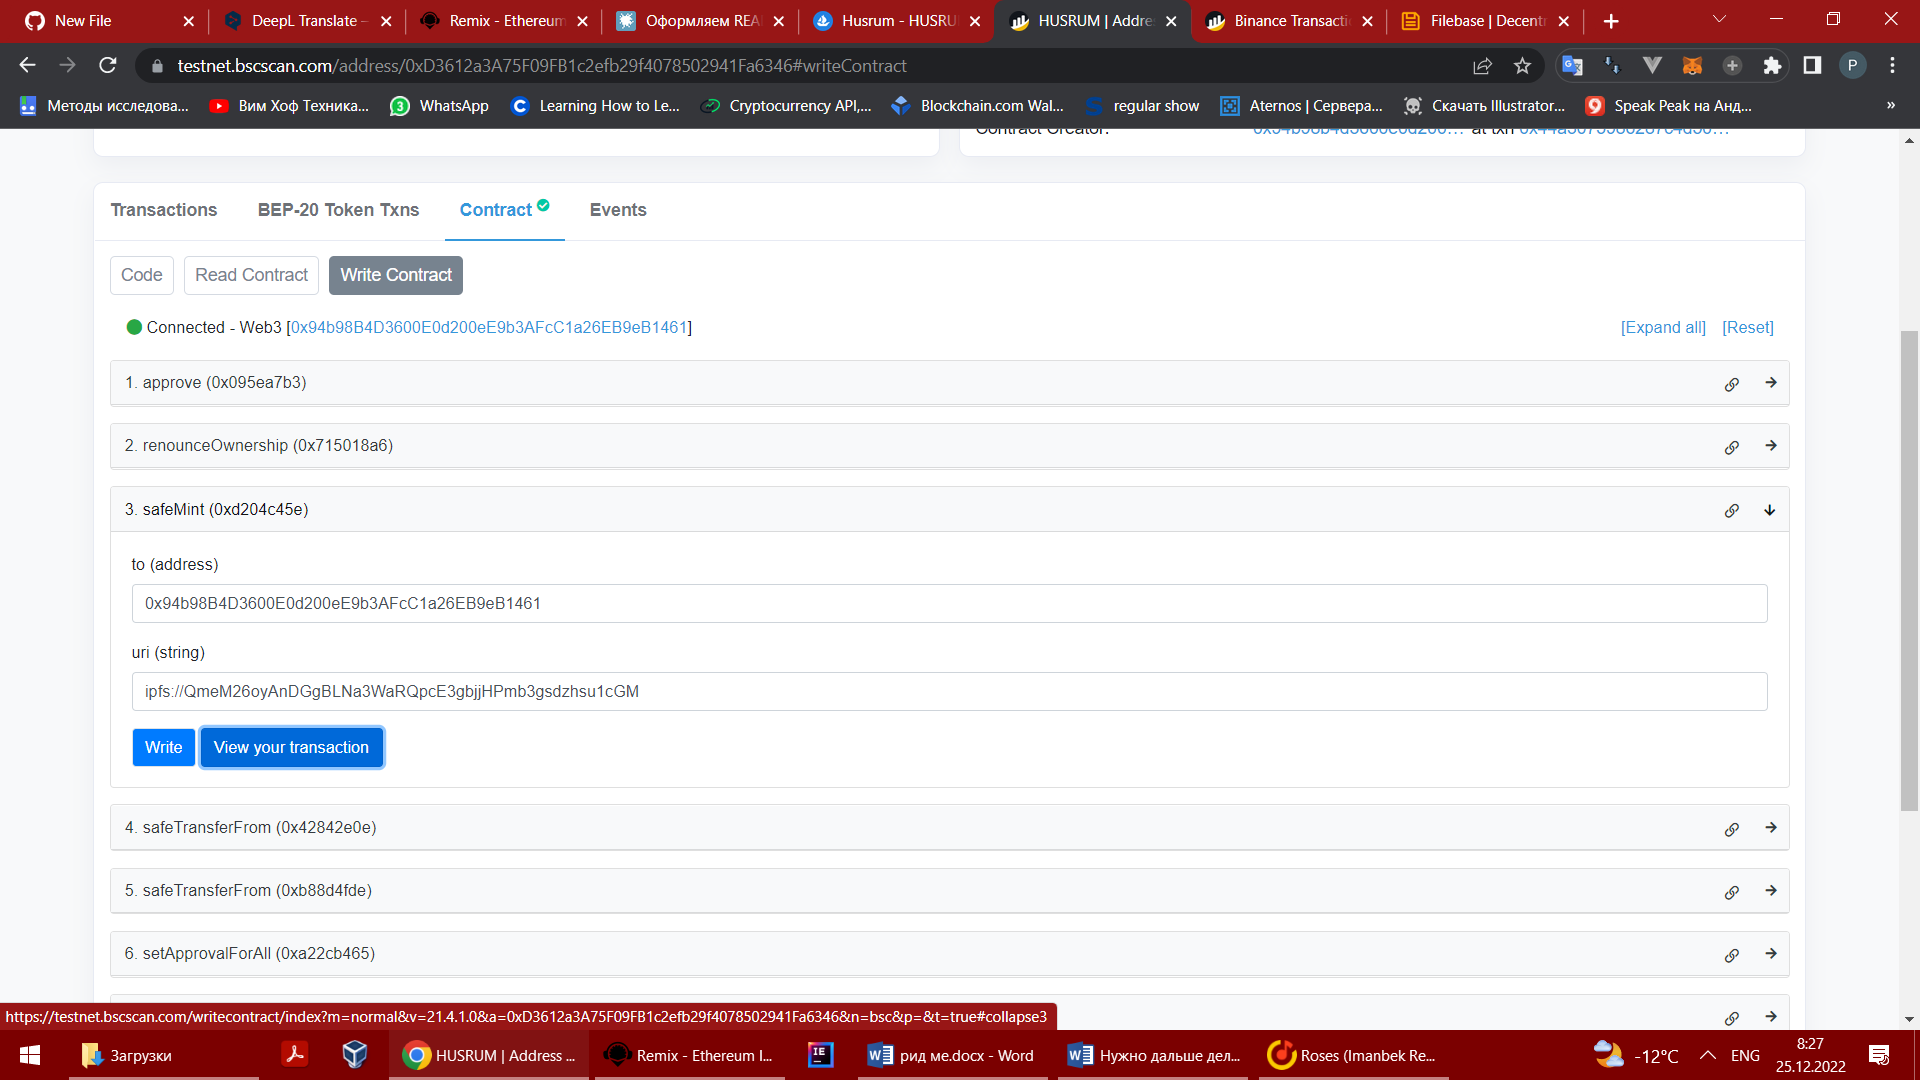 New File
DeepL Translate –
Remix - Ethereum
Оформляем REA
Husrum - HUSRU
HUSRUM | Addre
Binance Transacti
Filebase | Decentr
testnet.bscscan.com/address/0xD3612a3A75F09FB1c2efb29f4078502941Fa6346#writeContract
P
Методы исследова...
Вим Хоф Техника...
WhatsApp
Learning How to Le...
Cryptocurrency API,...
Blockchain.com Wal...
regular show
Aternos | Сервера...
Скачать Illustrator...
Speak Peak на Анд...
»
Contract Creator:
at txn
Transactions
BEP-20 Token Txns
Contract
Events
Code
Read Contract
Write Contract
Connected - Web3 [0x94b98B4D3600E0d200eE9b3AFcC1a26EB9eB1461]
[Expand all]
[Reset]
1. approve (0x095ea7b3)
2. renounceOwnership (0x715018a6)
3. safeMint (0xd204c45e)
to (address)
0x94b98B4D3600E0d200eE9b3AFcC1a26EB9eB1461
uri (string)
ipfs://QmeM26oyAnDGgBLNa3WaRQpcE3gbjjHPmb3gsdzhsu1cGM
Write
View your transaction
4. safeTransferFrom (0x42842e0e)
5. safeTransferFrom (0xb88d4fde)
6. setApprovalForAll (0xa22cb465)
https://testnet.bscscan.com/writecontract/index?m=normal&v=21.4.1.0&a=0xD3612a3A75F09FB1c2efb29f4078502941Fa6346&n=bsc&p=&t=true#collapse3
Загрузки
HUSRUM | Address ...
Remix - Ethereum I...
IE
рид ме.docx - Word
Нужно дальше дел...
Roses (Imanbek Re...
-12°C
ENG
8:27
25.12.2022